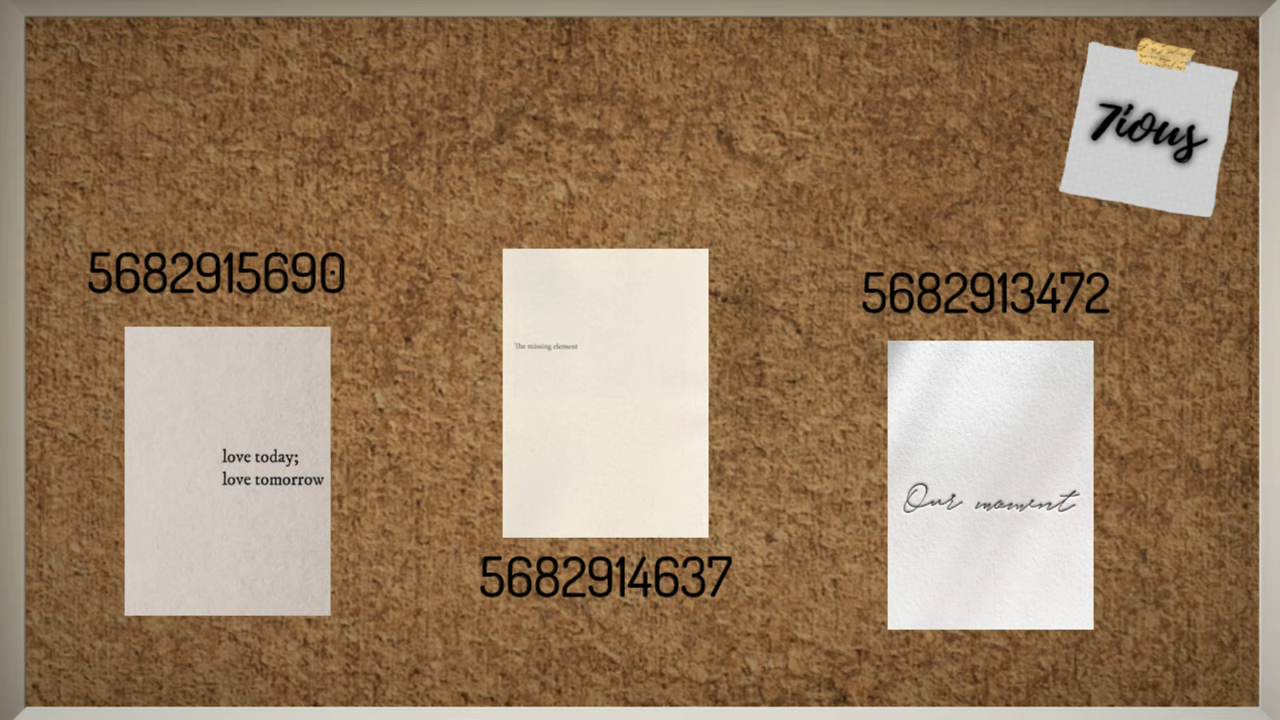 7ious
5682915690
love today;
love tomorrow
The missing element
5682914637
5682913472
Our moment